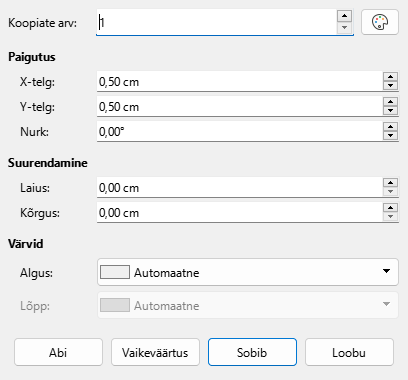 Koopiate arv: 1
Paigutus
X-telg: 0,50 cm
Y-telg: 0,50 cm
Nurk: 0,00°
Suurendamine
Laius: 0,00 cm
Kõrgus: 0,00 cm
Värvid
Algus: Automaatne
Lõpp: Automaatne
Abi Vaikeväärtus Sobib Loobu